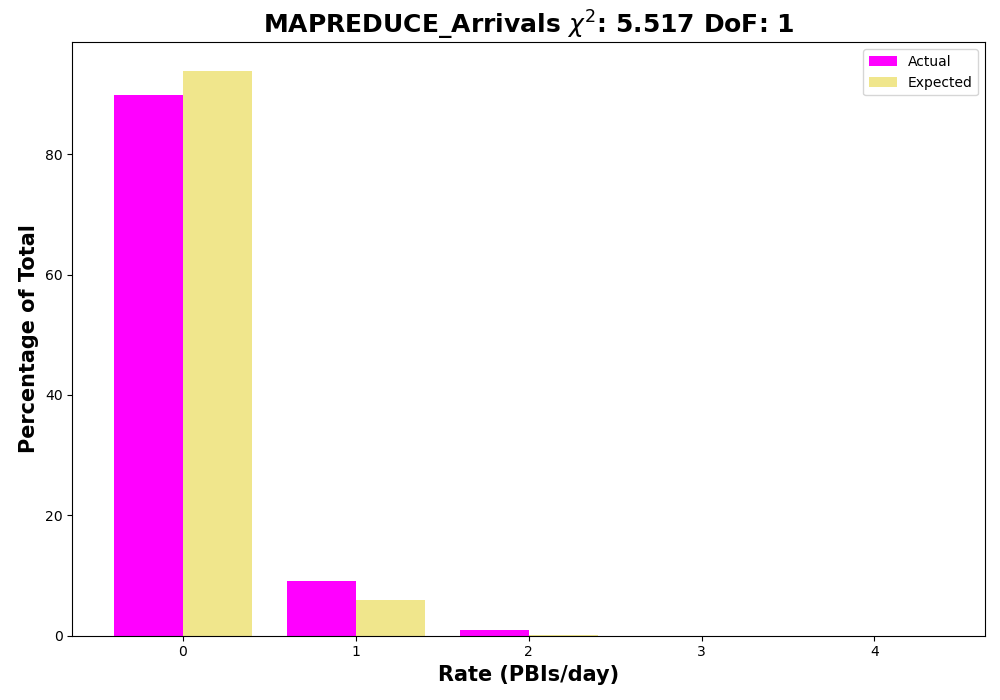 MAPREDUCE_Arrivals χ²: 5.517 DoF: 1
Actual
Expected
Percentage of Total
80
60
40
20
0
0 1 2 3 4
Rate (PBIs/day)